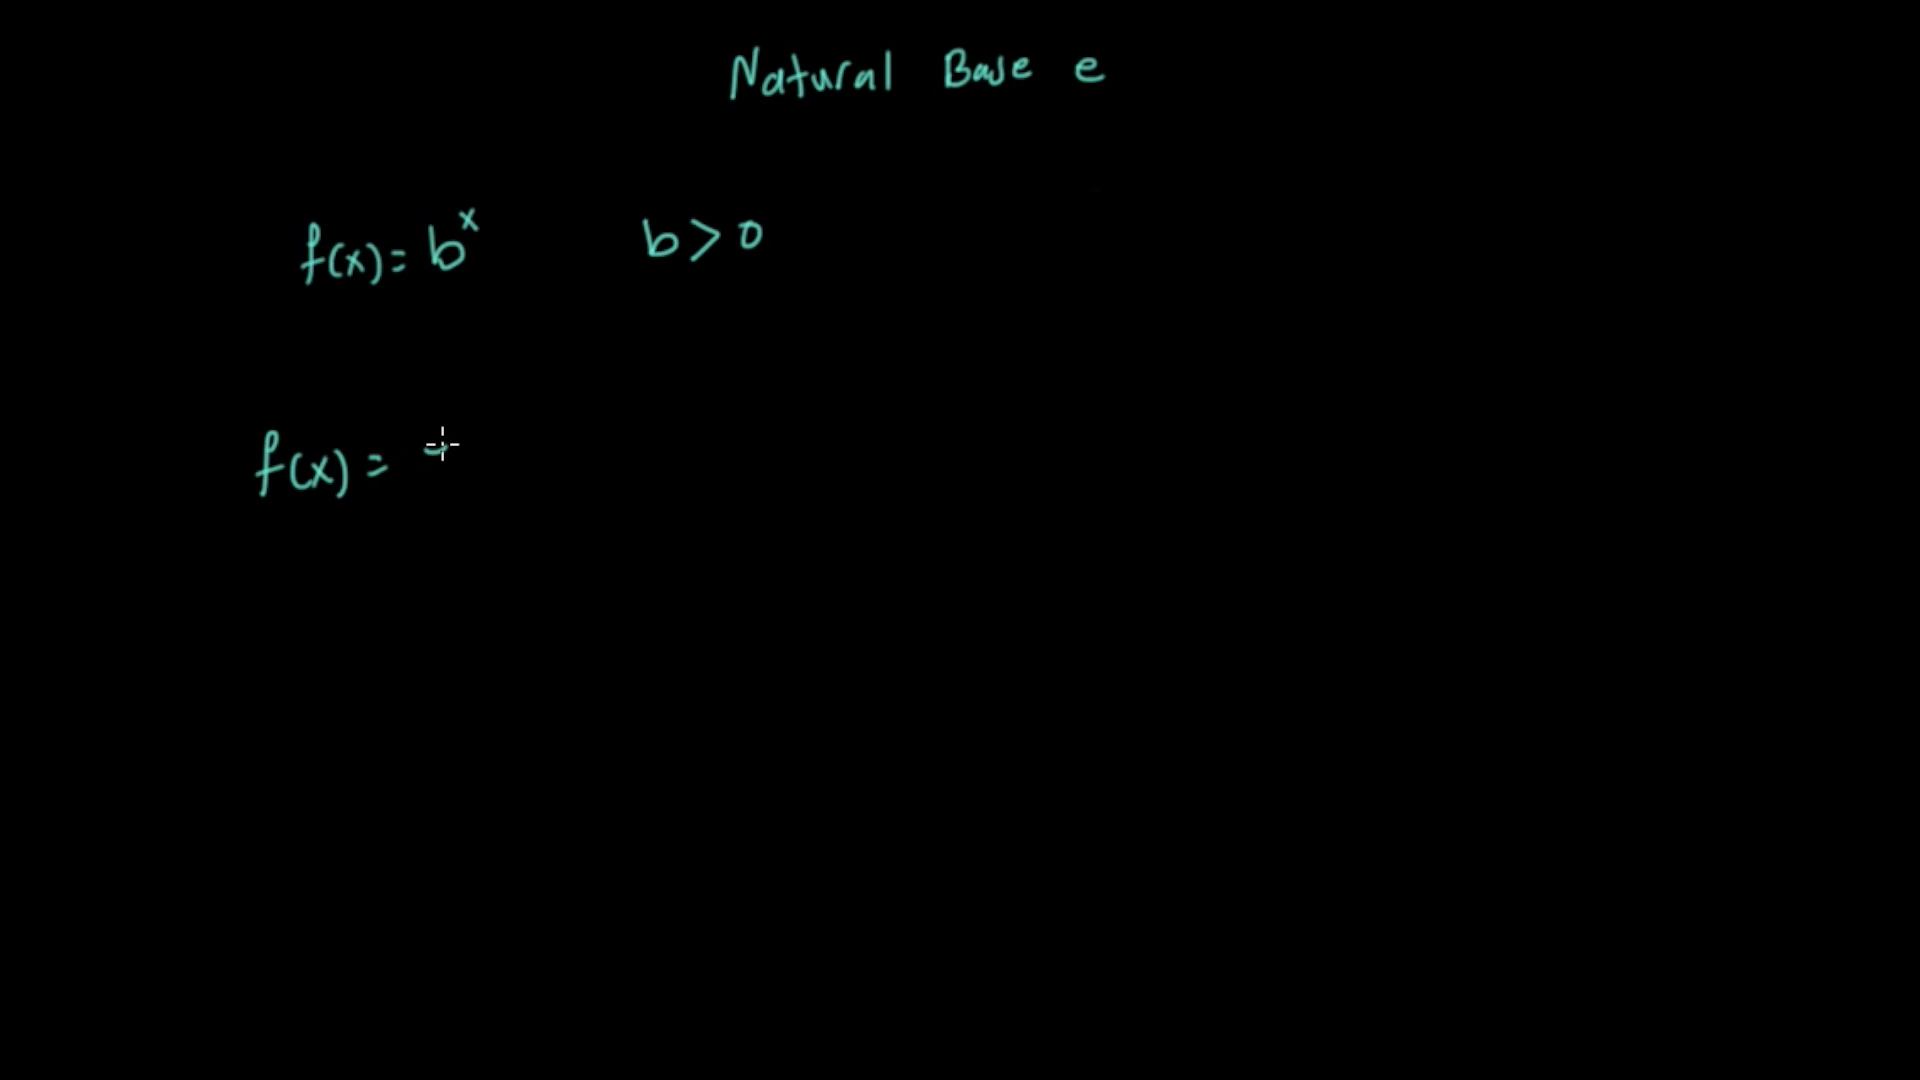 Natural Base e
f(x) = b^x b > 0
f(x) =